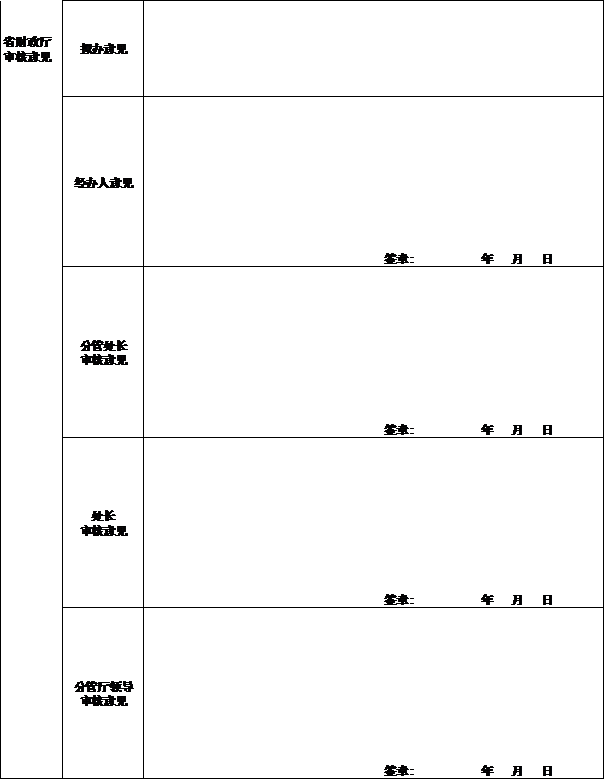 省财政厅
审核意见
拟办意见
经办人意见
签章: 年 月 日
分管处长
审核意见
签章: 年 月 日
处长
审核意见
签章: 年 月 日
分管厅领导
审核意见
签章: 年 月 日